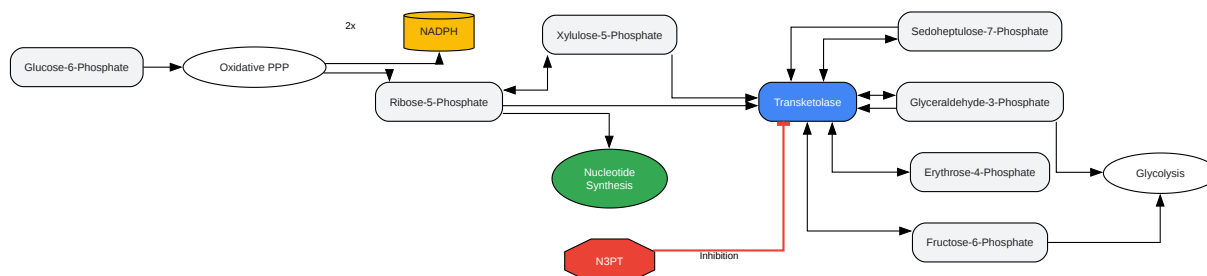 2x
NADPH
Glucose-6-Phosphate
Oxidative PPP
Xylulose-5-Phosphate
Ribose-5-Phosphate
Nucleotide
Synthesis
N3PT
Inhibition
Transketolase
Sedoheptulose-7-Phosphate
Glyceraldehyde-3-Phosphate
Erythrose-4-Phosphate
Fructose-6-Phosphate
Glycolysis